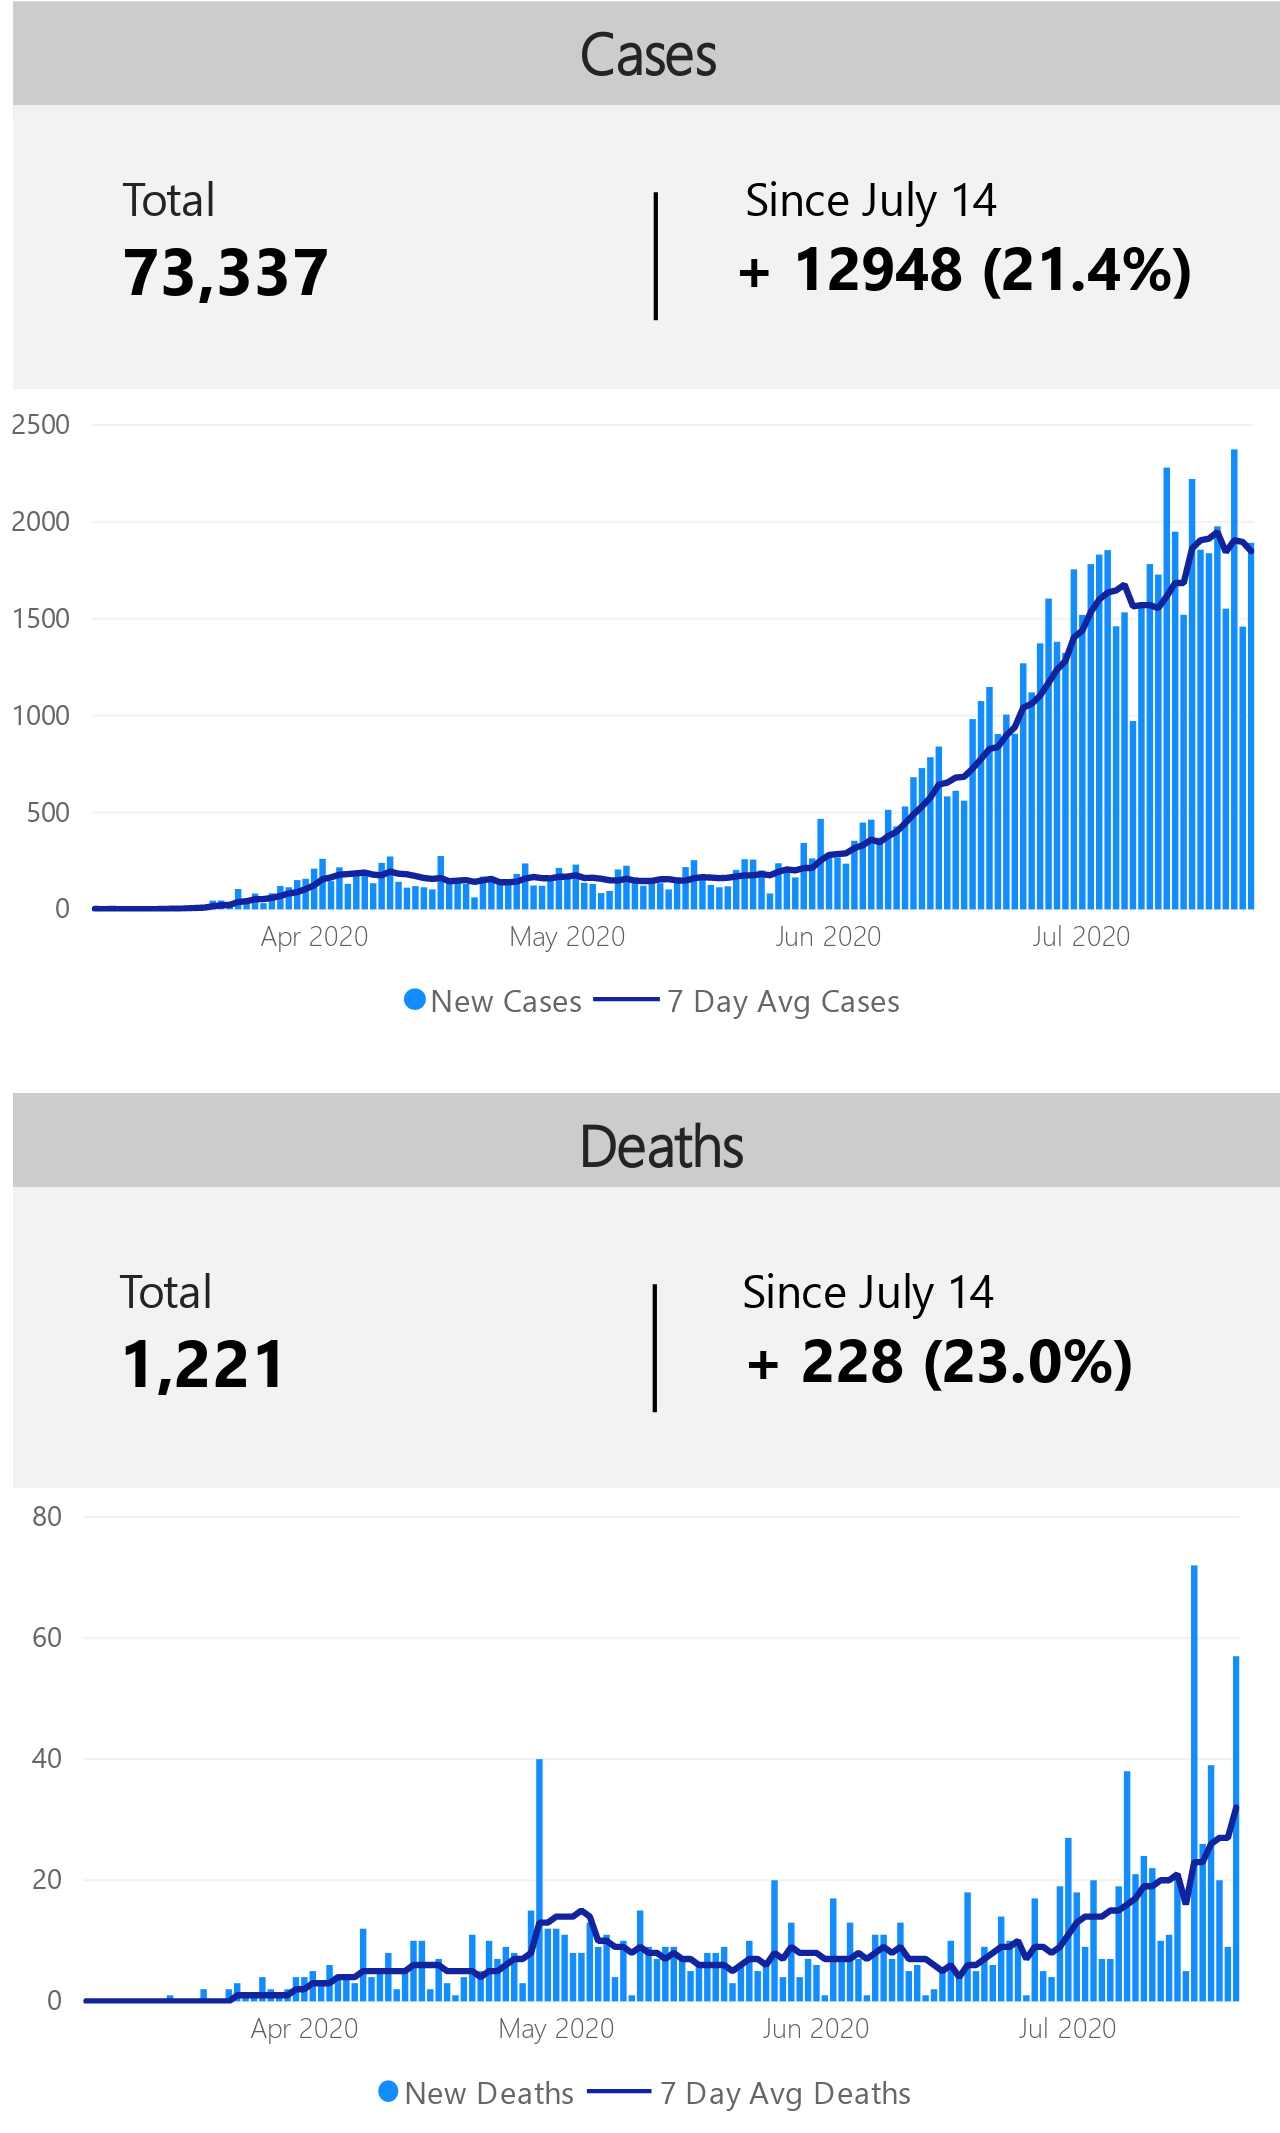 Cases
Total
73,337
Since July 14
+ 12948 (21.4%)
2500
2000
1500
1000
500
0
Apr 2020
May 2020
Jun 2020
Jul 2020
New Cases
7 Day Avg Cases
Deaths
Total
1,221
Since July 14
+ 228 (23.0%)
80
60
40
20
0
Apr 2020
May 2020
Jun 2020
Jul 2020
New Deaths
7 Day Avg Deaths